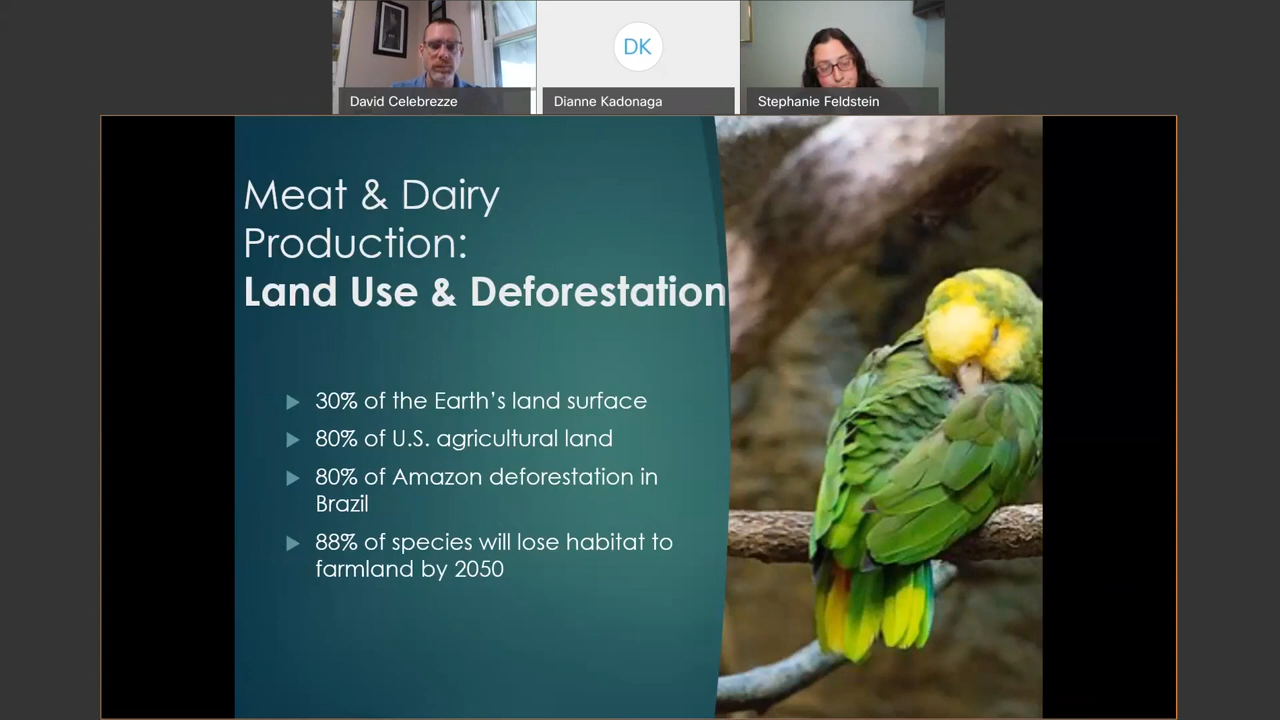 DK
David Celebrezze
Dianne Kadonaga
Stephanie Feldstein
Meat & Dairy
Production:
Land Use & Deforestation
30% of the Earth's land surface
80% of U.S. agricultural land
80% of Amazon deforestation in
Brazil
88% of species will lose habitat to
farmland by 2050